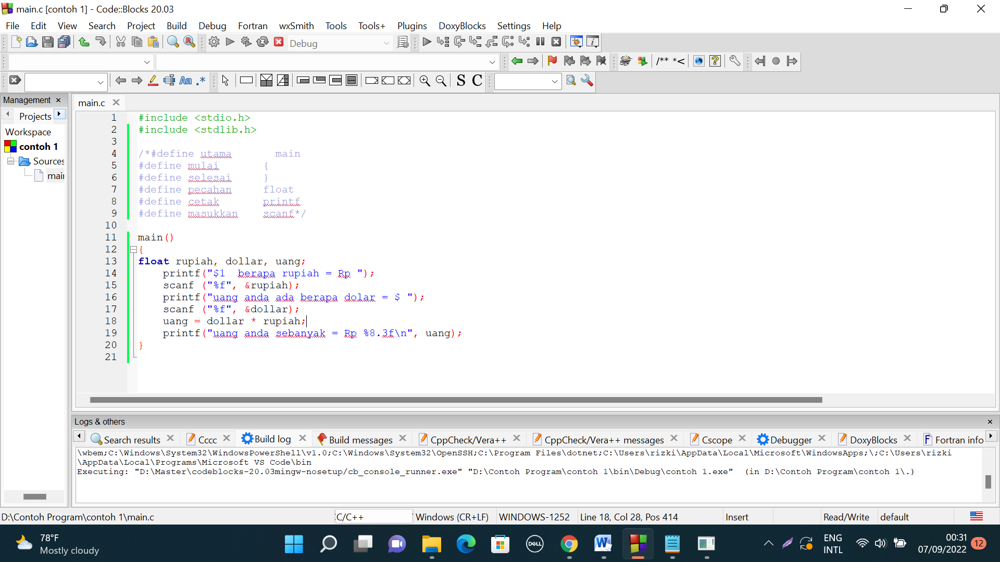 main.c [contoh 1] - Code::Blocks 20.03
File Edit View Search Project Build Debug Fortran wxSmith Tools Tools+ Plugins DoxyBlocks Settings Help
Debug
/** *<
Aa .* S C
Management
main.c
Projects
Workspace
contoh 1
Sources
mai
1 #include <stdio.h>
2 #include <stdlib.h>
3
4 /*#define utama main
5 #define mulai {
6 #define selesai }
7 #define pecahan float
8 #define cetak printf
9 #define masukkan scanf*/
10
11 main()
12 {
13 float rupiah, dollar, uang;
14 printf("$1  berapa rupiah = Rp ");
15 scanf ("%f", &rupiah);
16 printf("uang anda ada berapa dolar = $ ");
17 scanf ("%f", &dollar);
18 uang = dollar * rupiah;
19 printf("uang anda sebanyak = Rp %8.3f\n", uang);
20 }
21
Logs & others
Search results Cccc Build log Build messages CppCheck/Vera++ CppCheck/Vera++ messages Cscope Debugger DoxyBlocks Fortran info
\wbem;C:\Windows\System32\WindowsPowerShell\v1.0;C:\Windows\System32\OpenSSH;C:\Program Files\dotnet;C:\Users\rizki\AppData\Local\Microsoft\WindowsApps;\;C:\Users\rizki
\AppData\Local\Programs\Microsoft VS Code\bin
Executing: "D:\Master\codeblocks-20.03mingw-nosetup/cb_console_runner.exe" "D:\Contoh Program\contoh 1\bin\Debug\contoh 1.exe"  (in D:\Contoh Program\contoh 1\.)
D:\Contoh Program\contoh 1\main.c C/C++ Windows (CR+LF) WINDOWS-1252 Line 18, Col 28, Pos 414 Insert Read/Write default
78°F
Mostly cloudy
DELL
ENG
INTL
00:31
07/09/2022
12